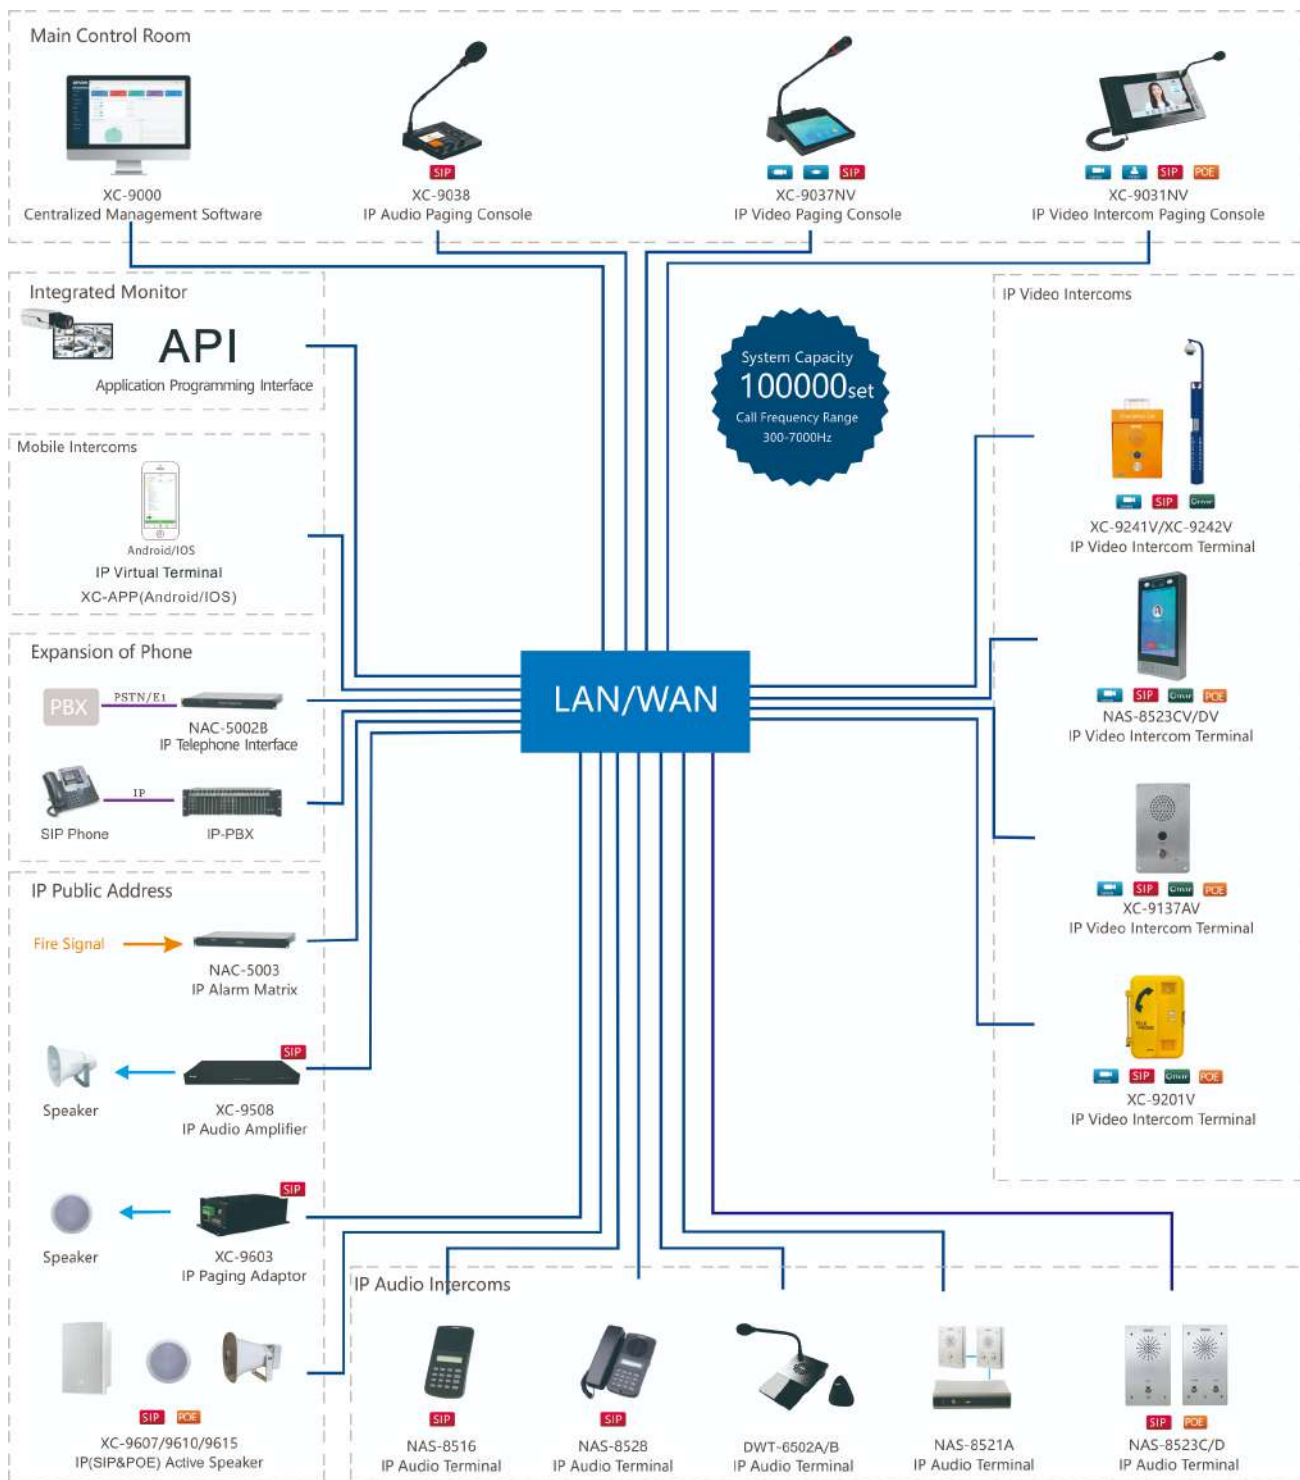 Main Control Room
SIP
SIP
SIP
POE
XC-9000
Centralized Management Software
XC-9038
IP Audio Paging Console
XC-9037NV
IP Video Paging Console
XC-9031NV
IP Video Intercom Paging Console
Integrated Monitor
API
Application Programming Interface
Mobile Intercoms
Android/IOS
IP Virtual Terminal
XC-APP(Android/IOS)
Expansion of Phone
PBX
PSTN/E1
NAC-5002B
IP Telephone Interface
IP
SIP Phone
IP-PBX
IP Public Address
Fire Signal
NAC-5003
IP Alarm Matrix
SIP
Speaker
XC-9508
IP Audio Amplifier
SIP
Speaker
XC-9603
IP Paging Adaptor
SIP
POE
XC-9607/9610/9615
IP(SIP&POE) Active Speaker
System Capacity
100000set
Call Frequency Range
300-7000Hz
LAN/WAN
IP Video Intercoms
SIP
Onvif
XC-9241V/XC-9242V
IP Video Intercom Terminal
SIP
Onvif
POE
NAS-8523CV/DV
IP Video Intercom Terminal
SIP
Onvif
POE
XC-9137AV
IP Video Intercom Terminal
TELE
PHONE
SIP
Onvif
POE
XC-9201V
IP Video Intercom Terminal
IP Audio Intercoms
SIP
NAS-8516
IP Audio Terminal
SIP
NAS-8528
IP Audio Terminal
DWT-6502A/B
IP Audio Terminal
NAS-8521A
IP Audio Terminal
SIP
POE
NAS-8523C/D
IP Audio Terminal